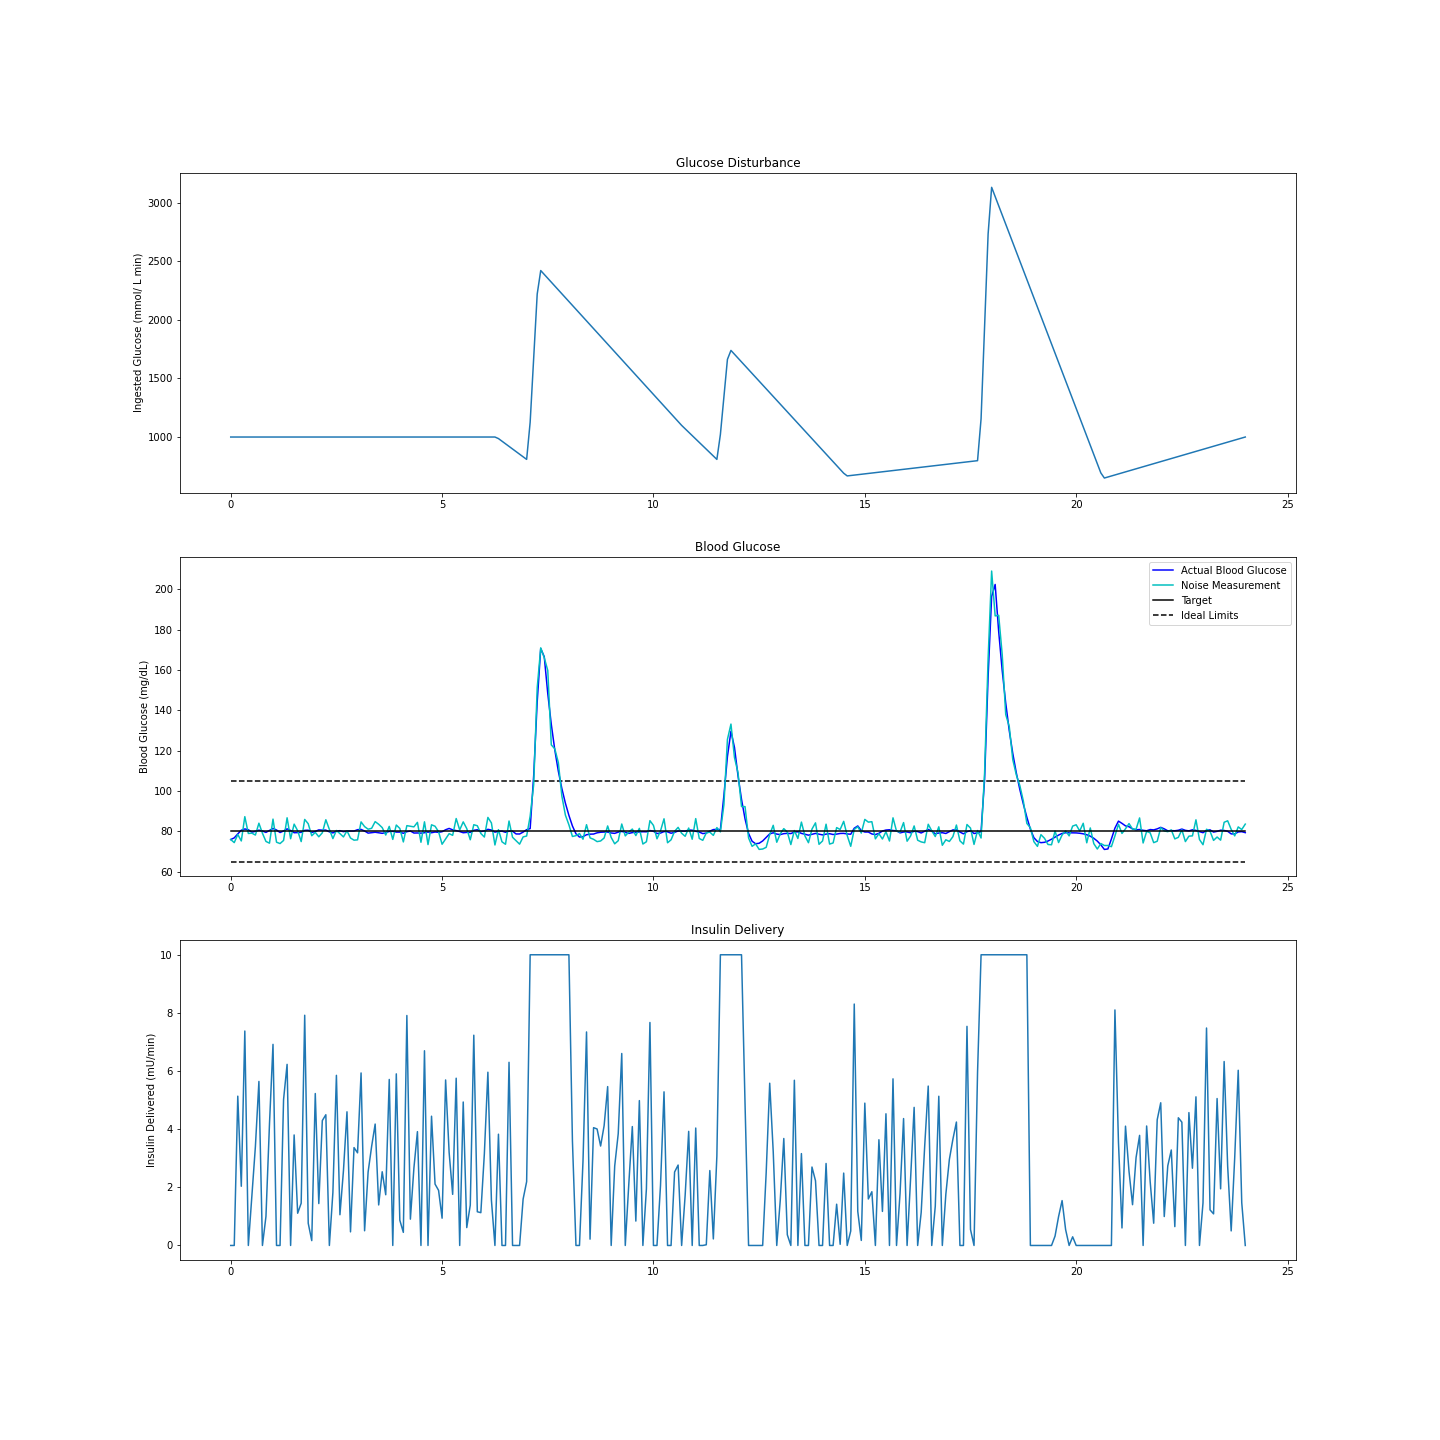 Glucose Disturbance
Ingested Glucose (mmol/ L min)
3000
2500
2000
1500
1000
0 5 10 15 20 25
Blood Glucose
Blood Glucose (mg/dL)
200
180
160
140
120
100
80
60
Actual Blood Glucose
Noise Measurement
Target
Ideal Limits
0 5 10 15 20 25
Insulin Delivery
Insulin Delivered (mU/min)
10
8
6
4
2
0
0 5 10 15 20 25